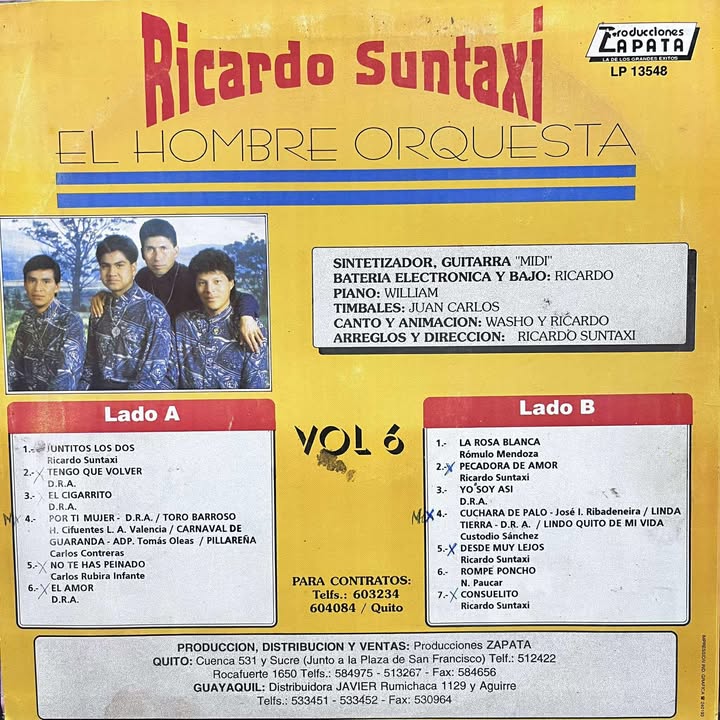 Ricardo Suntaxi
Producciones
ZAPATA
LA DE LOS GRANDES EXITOS
LP 13548
EL HOMBRE ORQUESTA
SINTETIZADOR, GUITARRA "MIDI"
BATERIA ELECTRONICA Y BAJO: RICARDO
PIANO: WILLIAM
TIMBALES: JUAN CARLOS
CANTO Y ANIMACION: WASHO Y RICARDO
ARREGLOS Y DIRECCION: RICARDO SUNTAXI
Lado A
1.- JUNTITOS LOS DOS
Ricardo Suntaxi
2.- TENGO QUE VOLVER
D.R.A.
3.- EL CIGARRITO
D.R.A.
4.- POR TI MUJER - D.R.A. / TORO BARROSO
H. Cifuentes L. A. Valencia / CARNAVAL DE
GUARANDA - ADP. Tomás Oleas / PILLAREÑA
Carlos Contreras
5.- NO TE HAS PEINADO
Carlos Rubira Infante
6.- EL AMOR
D.R.A.
VOL 6
PARA CONTRATOS:
Telfs.: 603234
604084 / Quito
Lado B
1.- LA ROSA BLANCA
Rómulo Mendoza
2.- PECADORA DE AMOR
Ricardo Suntaxi
3.- YO SOY ASI
D.R.A.
4.- CUCHARA DE PALO - José I. Ribadeneira / LINDA
TIERRA - D.R. A. / LINDO QUITO DE MI VIDA
Custodio Sánchez
5.- DESDE MUY LEJOS
Ricardo Suntaxi
6.- ROMPE PONCHO
N. Paucar
7.- CONSUELITO
Ricardo Suntaxi
PRODUCCION, DISTRIBUCION Y VENTAS: Producciones ZAPATA
QUITO: Cuenca 531 y Sucre (Junto a la Plaza de San Francisco) Telf.: 512422
Rocafuerte 1650 Telfs.: 584975 - 513267 - Fax: 584656
GUAYAQUIL: Distribuidora JAVIER Rumichaca 1129 y Aguirre
Telfs.: 533451 - 533452 - Fax: 530964